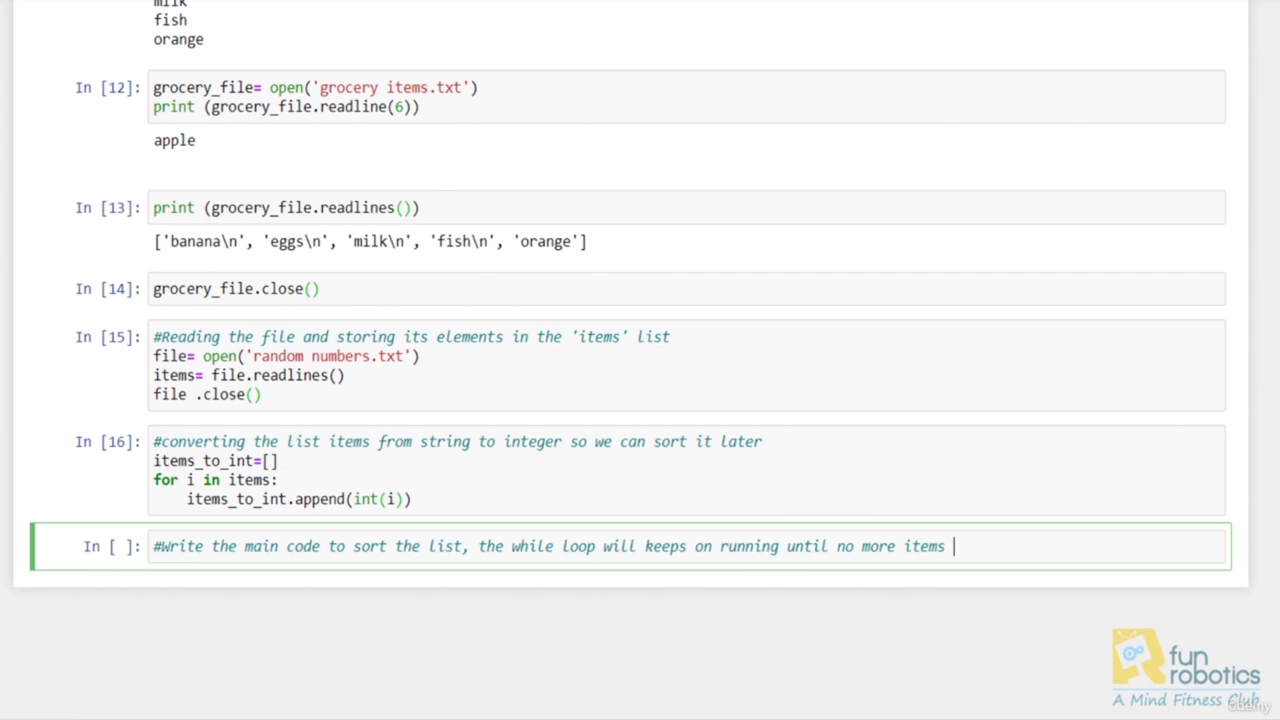 milk
fish
orange
In [12]: grocery_file= open('grocery items.txt')
print (grocery_file.readline(6))
apple
In [13]: print (grocery_file.readlines())
['banana\n', 'eggs\n', 'milk\n', 'fish\n', 'orange']
In [14]: grocery_file.close()
In [15]: #Reading the file and storing its elements in the 'items' list
file= open('random numbers.txt')
items= file.readlines()
file .close()
In [16]: #converting the list items from string to integer so we can sort it later
items_to_int=[]
for i in items:
    items_to_int.append(int(i))
In [ ]: #Write the main code to sort the list, the while loop will keeps on running until no more items
fun
robotics
A Mind Fitness Club
Udemy